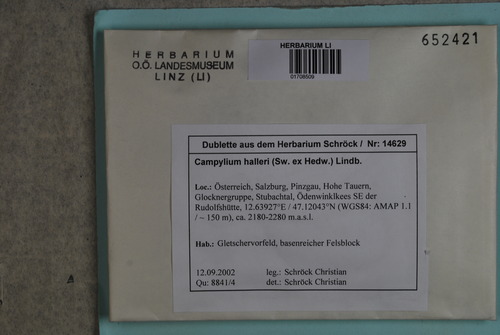 652421
HERBARIUM
O.Ö. LANDESMUSEUM
LINZ (LI)
HERBARIUM LI
01708509
Dublette aus dem Herbarium Schröck / Nr: 14629
Campylium halleri (Sw. ex Hedw.) Lindb.
Loc.: Österreich, Salzburg, Pinzgau, Hohe Tauern,
Glocknergruppe, Stubachtal, Ödenwinklkees SE der
Rudolfshütte, 12.63927°E / 47.12043°N (WGS84: AMAP 1.1
/ ~ 150 m), ca. 2180-2280 m.a.s.l.
Hab.: Gletschervorfeld, basenreicher Felsblock
12.09.2002 leg.: Schröck Christian
Qu: 8841/4 det.: Schröck Christian